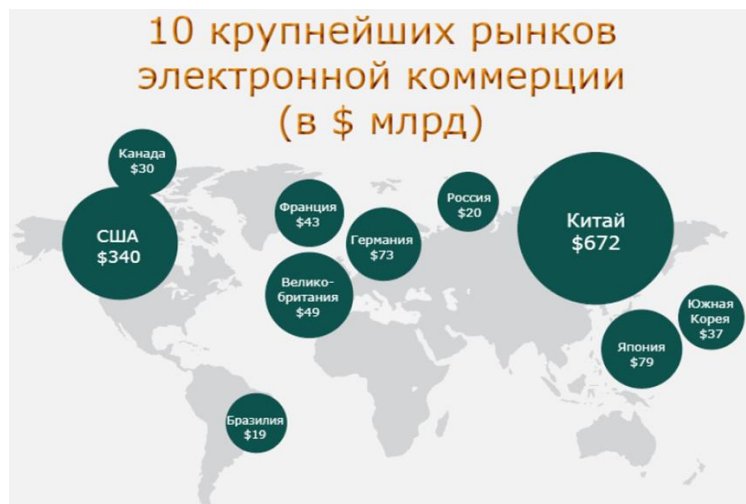 10 крупнейших рынков
электронной коммерции
(в $ млрд)
Канада
$30
США
$340
Франция
$43
Германия
$73
Велико-
британия
$49
Россия
$20
Китай
$672
Южная
Корея
$37
Япония
$79
Бразилия
$19